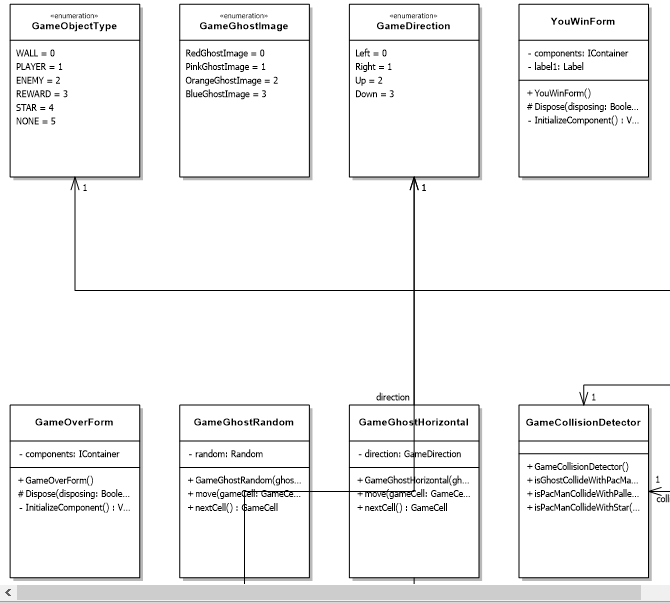 «enumeration»
GameObjectType
WALL = 0
PLAYER = 1
ENEMY = 2
REWARD = 3
STAR = 4
NONE = 5
«enumeration»
GameGhostImage
RedGhostImage = 0
PinkGhostImage = 1
OrangeGhostImage = 2
BlueGhostImage = 3
«enumeration»
GameDirection
Left = 0
Right = 1
Up = 2
Down = 3
YouWinForm
- components: IContainer
- label1: Label
+ YouWinForm()
# Dispose(disposing: Boole...
- InitializeComponent() : V...
1
1
direction
1
GameOverForm
- components: IContainer
+ GameOverForm()
# Dispose(disposing: Boole...
- InitializeComponent() : V...
GameGhostRandom
- random: Random
+ GameGhostRandom(ghos...
+ move(gameCell: GameCe...
+ nextCell() : GameCell
GameGhostHorizontal
- direction: GameDirection
+ GameGhostHorizontal(gh...
+ move(gameCell: GameCe...
+ nextCell() : GameCell
GameCollisionDetector
+ GameCollisionDetector()
+ isGhostCollideWithPacMa...
+ isPacManCollideWithPalle...
+ isPacManCollideWithStar(...
1
colli